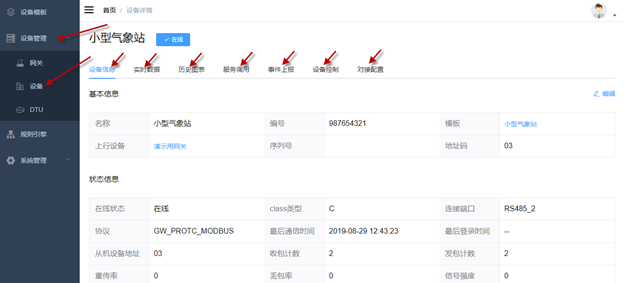 设备模板
首页 / 设备详情
设备管理
网关
设备
DTU
规则引擎
系统管理
小型气象站
在线
设备信息 实时数据 历史图表 服务调用 事件上报 设备控制 对接配置
基本信息 编辑
名称 小型气象站 编号 987654321 模板 小型气象站
上行设备 演示用网关 序列号 地址码 03
状态信息
在线状态 在线 class类型 C 连接端口 RS485_2
协议 GW_PROTC_MODBUS 最后通信时间 2019-08-29 12:43:23 最后登录时间 --
从机设备地址 03 收包计数 2 发包计数 2
重传率 0 丢包率 0 信号强度 0